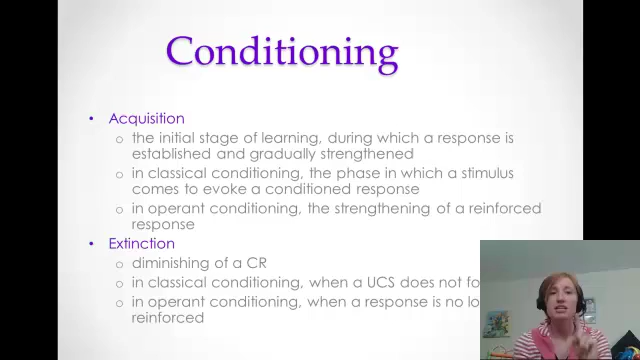 Conditioning
• Acquisition
o the initial stage of learning, during which a response is
established and gradually strengthened
o in classical conditioning, the phase in which a stimulus
comes to evoke a conditioned response
o in operant conditioning, the strengthening of a reinforced
response
• Extinction
o diminishing of a CR
o in classical conditioning, when a UCS does not
o in operant conditioning, when a response is no
reinforced